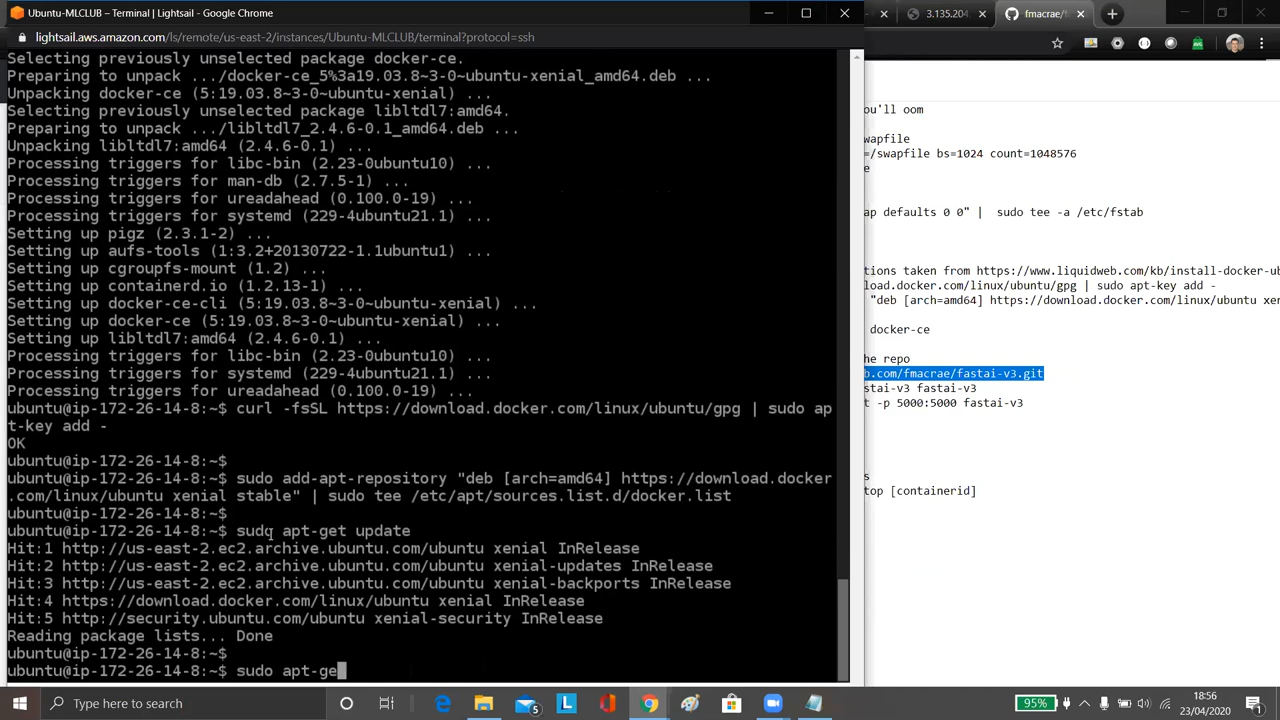 Ubuntu-MLCLUB – Terminal | Lightsail - Google Chrome
3.135.204
fmacrae/fastai
lightsail.aws.amazon.com/ls/remote/us-east-2/instances/Ubuntu-MLCLUB/terminal?protocol=ssh
Selecting previously unselected package docker-ce.
Preparing to unpack .../docker-ce_5%3a19.03.8~3-0~ubuntu-xenial_amd64.deb ...
Unpacking docker-ce (5:19.03.8~3-0~ubuntu-xenial) ...
Selecting previously unselected package libltdl7:amd64.
Preparing to unpack .../libltdl7_2.4.6-0.1_amd64.deb ...
Unpacking libltdl7:amd64 (2.4.6-0.1) ...
Processing triggers for libc-bin (2.23-0ubuntu10) ...
Processing triggers for man-db (2.7.5-1) ...
Processing triggers for ureadahead (0.100.0-19) ...
Processing triggers for systemd (229-4ubuntu21.1) ...
Setting up pigz (2.3.1-2) ...
Setting up aufs-tools (1:3.2+20130722-1.1ubuntu1) ...
Setting up cgroupfs-mount (1.2) ...
Setting up containerd.io (1.2.13-1) ...
Setting up docker-ce-cli (5:19.03.8~3-0~ubuntu-xenial) ...
Setting up docker-ce (5:19.03.8~3-0~ubuntu-xenial) ...
Setting up libltdl7:amd64 (2.4.6-0.1) ...
Processing triggers for libc-bin (2.23-0ubuntu10) ...
Processing triggers for systemd (229-4ubuntu21.1) ...
Processing triggers for ureadahead (0.100.0-19) ...
ubuntu@ip-172-26-14-8:~$ curl -fsSL https://download.docker.com/linux/ubuntu/gpg | sudo ap
t-key add -
OK
ubuntu@ip-172-26-14-8:~$
ubuntu@ip-172-26-14-8:~$ sudo add-apt-repository "deb [arch=amd64] https://download.docker
.com/linux/ubuntu xenial stable" | sudo tee /etc/apt/sources.list.d/docker.list
ubuntu@ip-172-26-14-8:~$
ubuntu@ip-172-26-14-8:~$ sudo apt-get update
Hit:1 http://us-east-2.ec2.archive.ubuntu.com/ubuntu xenial InRelease
Hit:2 http://us-east-2.ec2.archive.ubuntu.com/ubuntu xenial-updates InRelease
Hit:3 http://us-east-2.ec2.archive.ubuntu.com/ubuntu xenial-backports InRelease
Hit:4 https://download.docker.com/linux/ubuntu xenial InRelease
Hit:5 http://security.ubuntu.com/ubuntu xenial-security InRelease
Reading package lists... Done
ubuntu@ip-172-26-14-8:~$
ubuntu@ip-172-26-14-8:~$ sudo apt-ge
ou'll oom
wapfile
=/swapfile bs=1024 count=1048576
e
ap defaults 0 0" | sudo tee -a /etc/fstab
tions taken from https://www.liquidweb.com/kb/install-docker-ub
load.docker.com/linux/ubuntu/gpg | sudo apt-key add -
"deb [arch=amd64] https://download.docker.com/linux/ubuntu xen
docker-ce
he repo
b.com/fmacrae/fastai-v3.git
stai-v3 fastai-v3
t -p 5000:5000 fastai-v3
s
top [containerid]
Type here to search
L
5
95%
18:56
23/04/2020
1